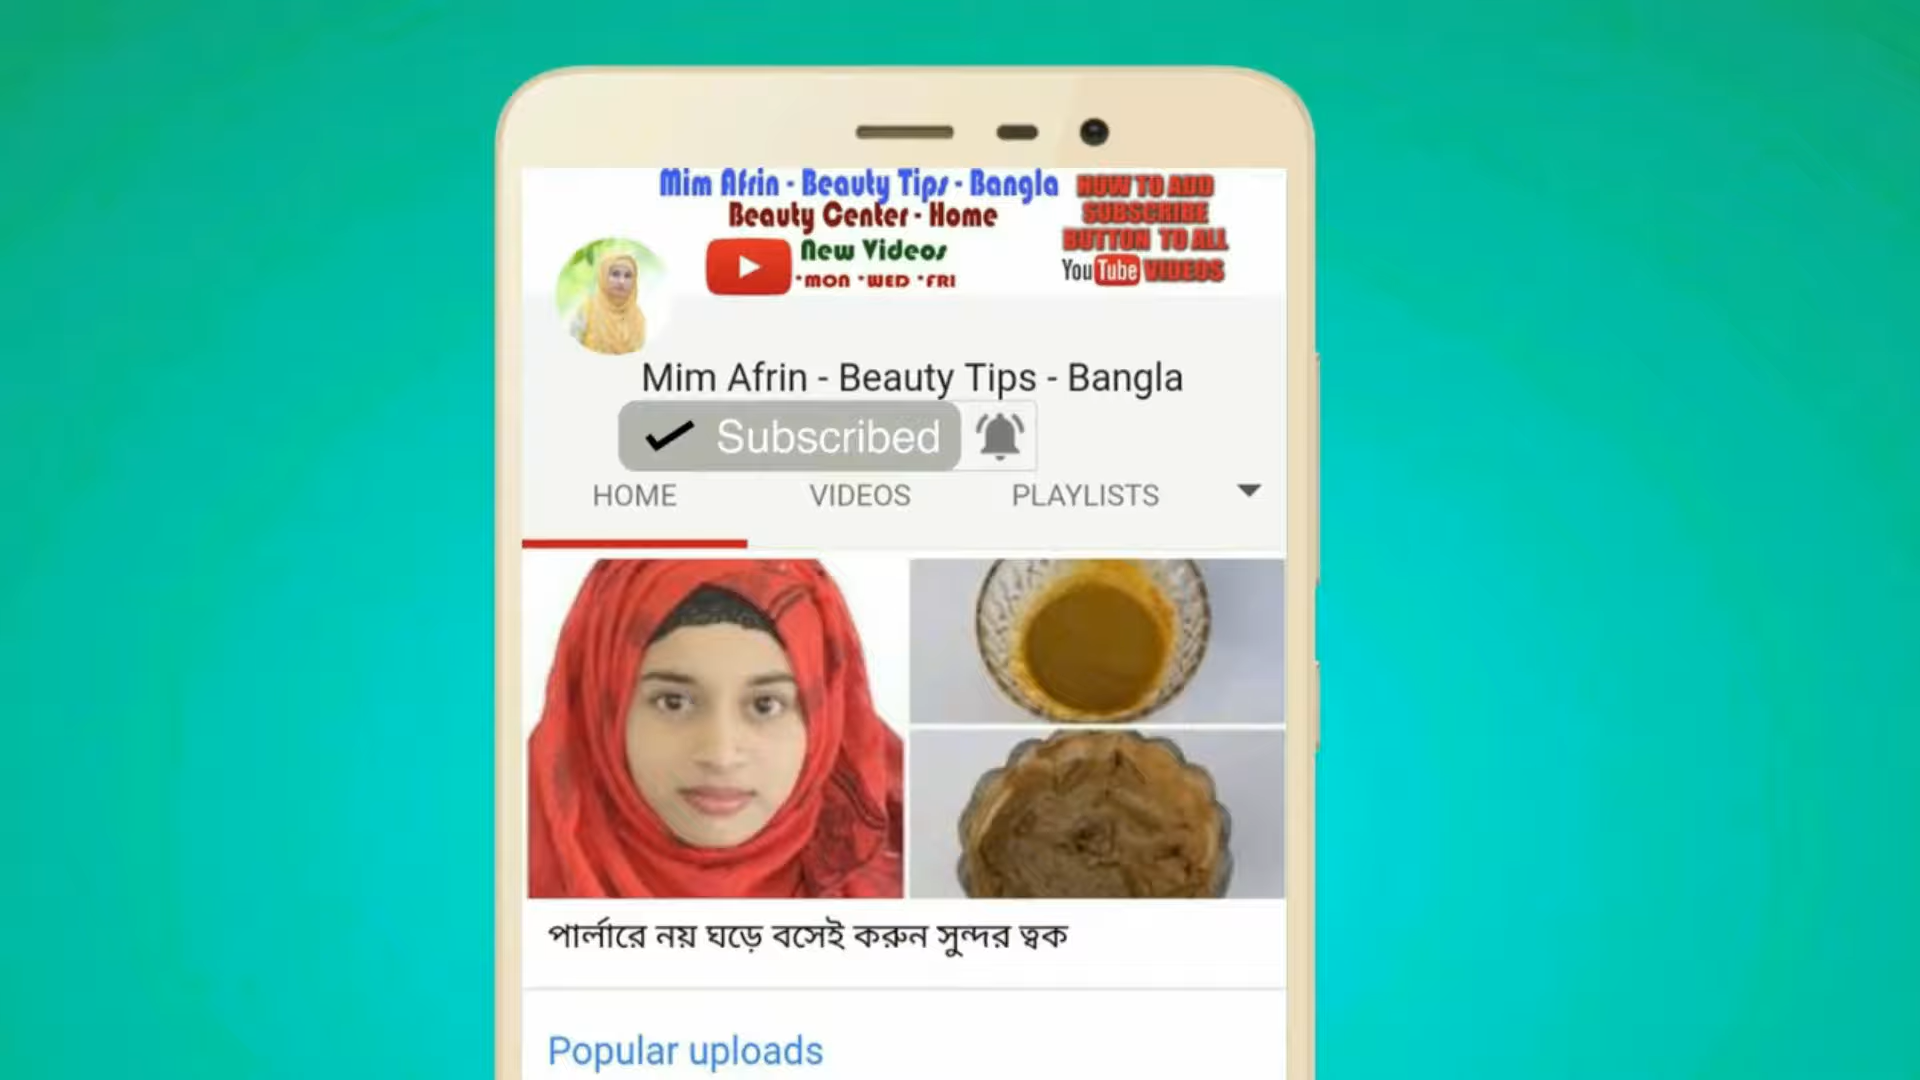 Mim Afrin - Beauty Tips - Bangla
Beauty Center - Home
New Videos
*MON *WED *FRI
HOW TO ADD
SUBSCRIBE
BUTTON TO ALL
YouTube VIDEOS
Mim Afrin - Beauty Tips - Bangla
Subscribed
HOME VIDEOS PLAYLISTS
পার্লারে নয় ঘড়ে বসেই করুন সুন্দর ত্বক
Popular uploads